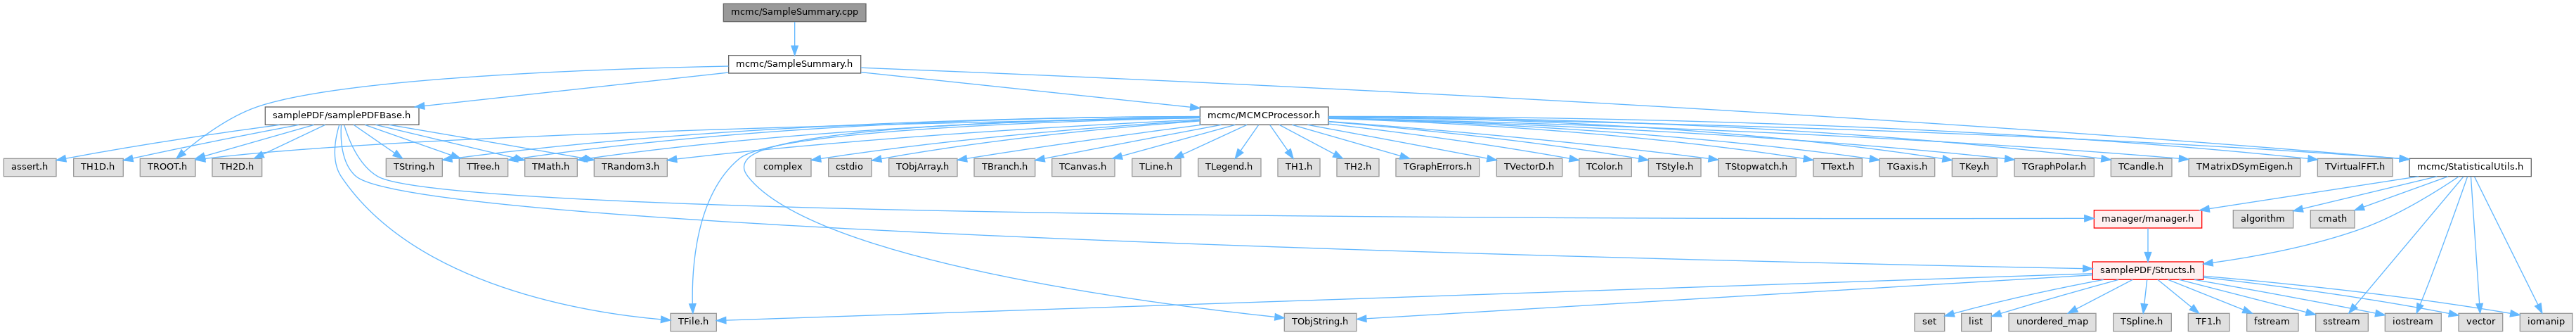 mcmc/SampleSummary.cpp
mcmc/SampleSummary.h
samplePDF/samplePDFBase.h
mcmc/MCMCProcessor.h
assert.h
TH1D.h
TROOT.h
TH2D.h
TString.h
TTree.h
TMath.h
TRandom3.h
complex
cstdio
TObjArray.h
TBranch.h
TCanvas.h
TLine.h
TLegend.h
TH1.h
TH2.h
TGraphErrors.h
TVectorD.h
TColor.h
TStyle.h
TStopwatch.h
TText.h
TGaxis.h
TKey.h
TGraphPolar.h
TCandle.h
TMatrixDSymEigen.h
TVirtualFFT.h
mcmc/StatisticalUtils.h
manager/manager.h
algorithm
cmath
samplePDF/Structs.h
TFile.h
TObjString.h
set
list
unordered_map
TSpline.h
TF1.h
fstream
sstream
iostream
vector
iomanip